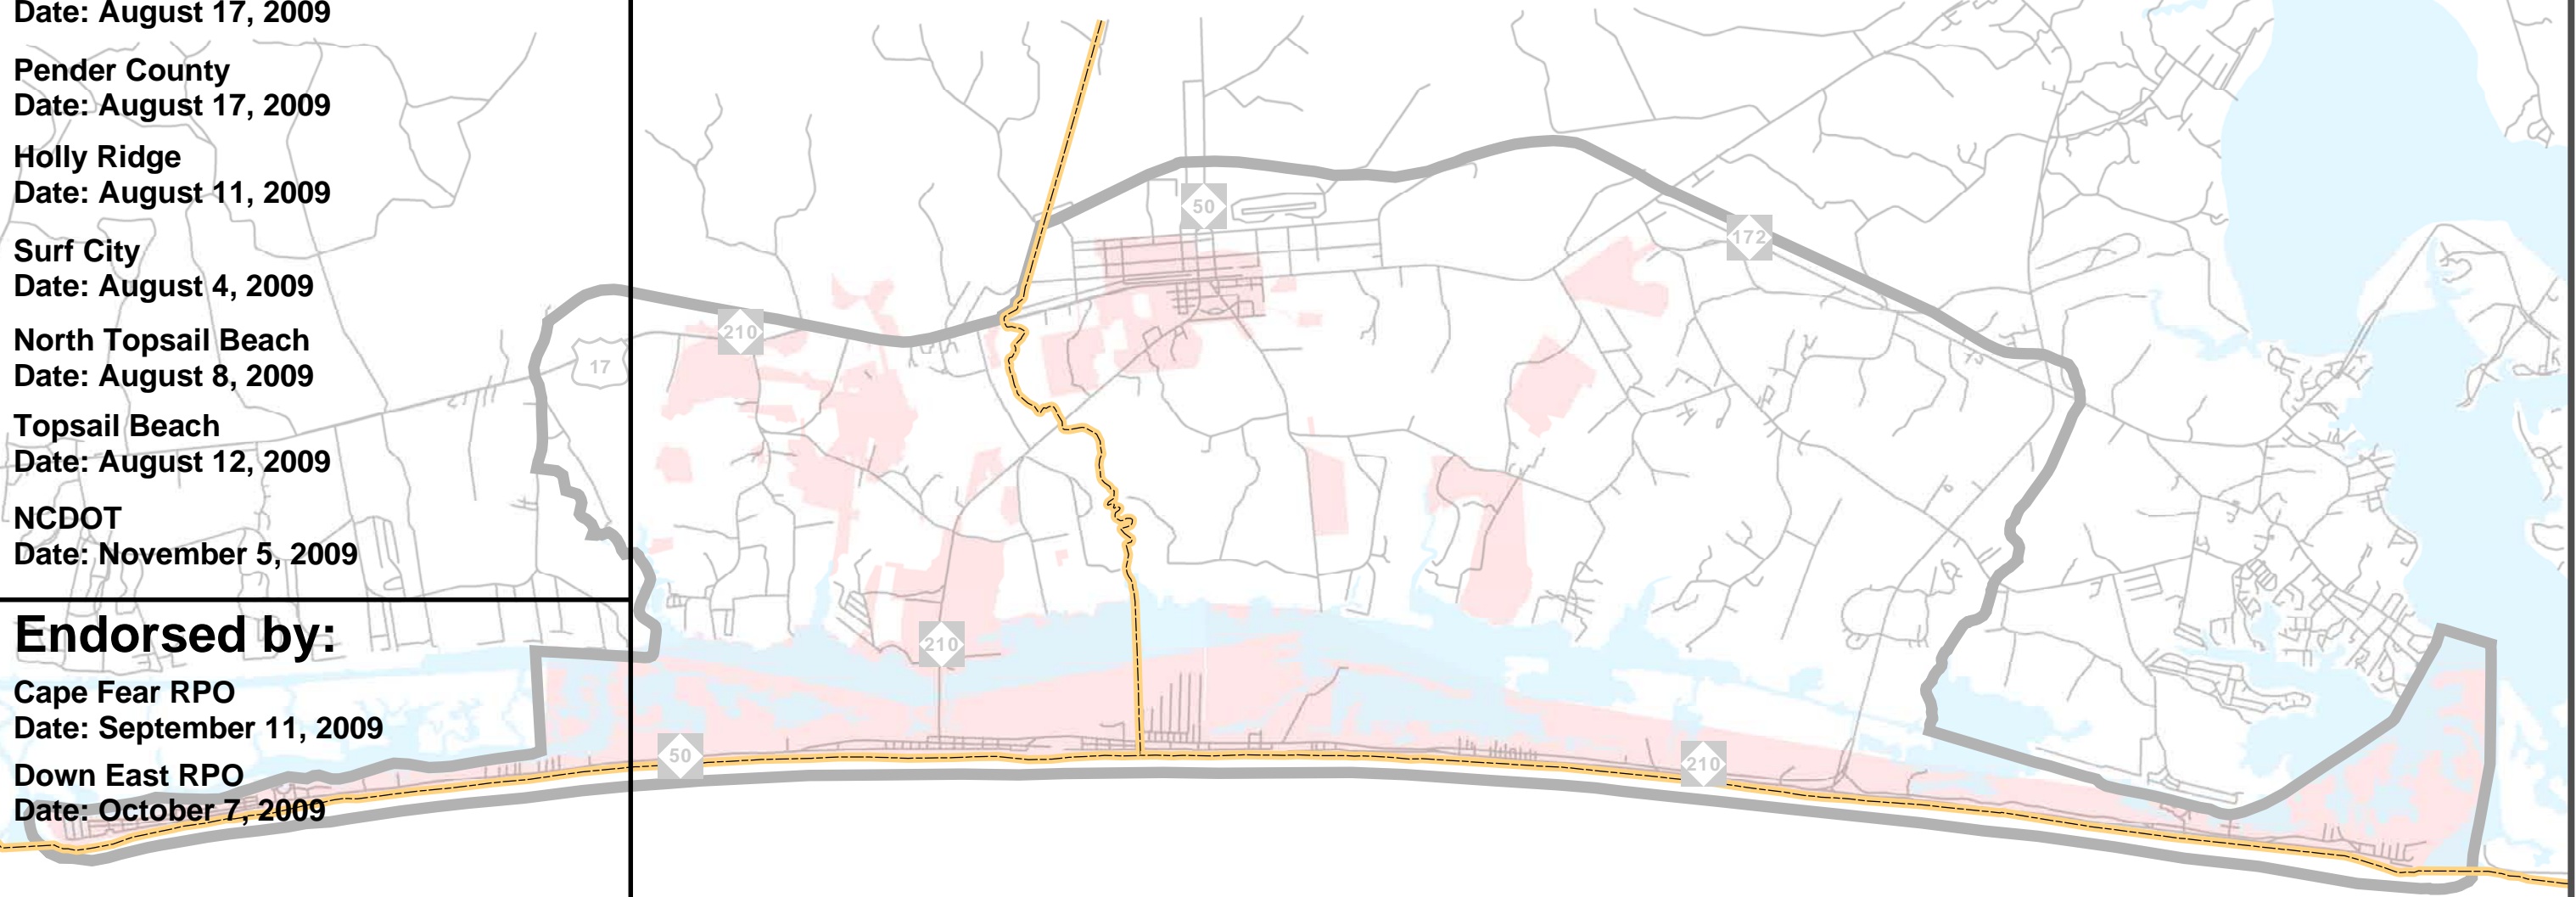 Date: August 17, 2009
Pender County
Date: August 17, 2009
Holly Ridge
Date: August 11, 2009
Surf City
Date: August 4, 2009
North Topsail Beach
Date: August 8, 2009
Topsail Beach
Date: August 12, 2009
NCDOT
Date: November 5, 2009
Endorsed by:
Cape Fear RPO
Date: September 11, 2009
Down East RPO
Date: October 7, 2009
50
172
210
17
210
50
210